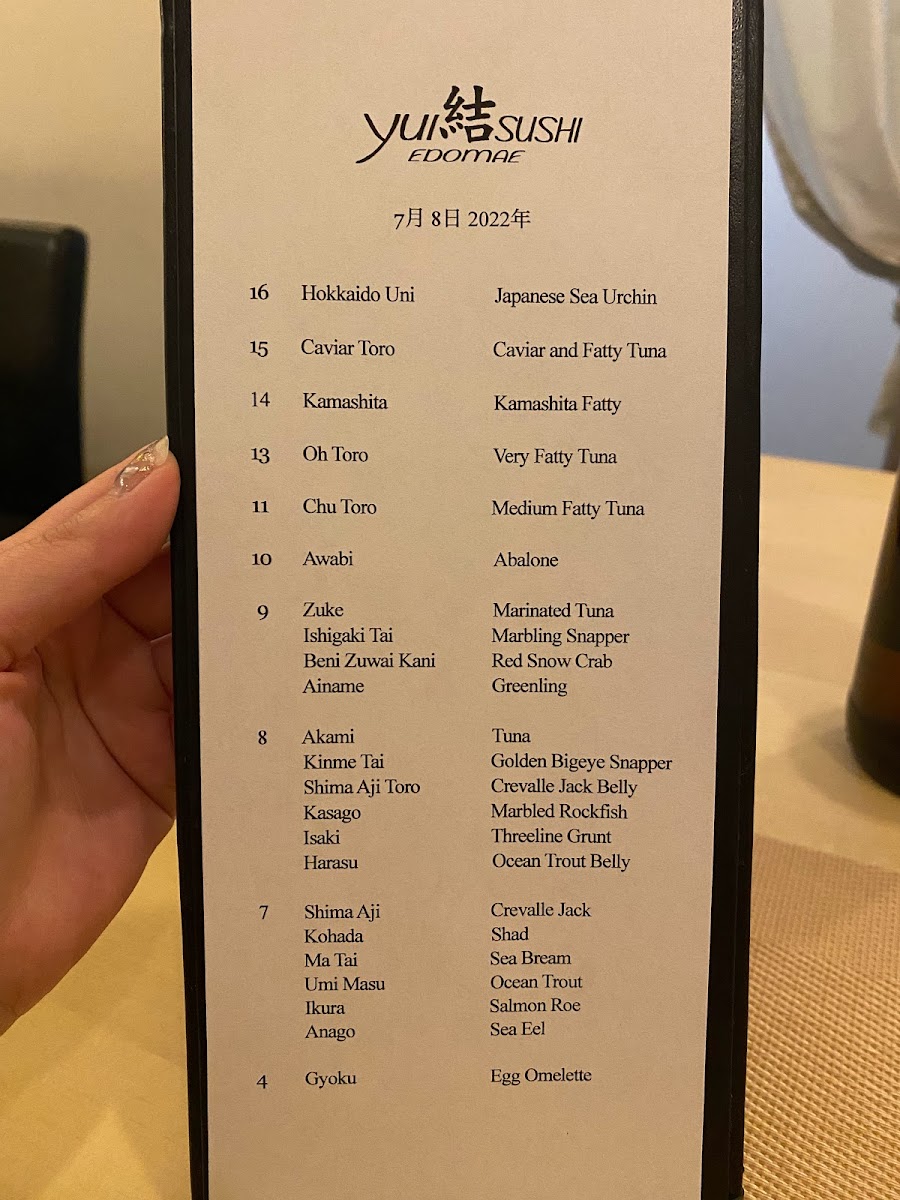 yui結SUSHI
EDOMAE
7月 8日 2022年
16 Hokkaido Uni Japanese Sea Urchin
15 Caviar Toro Caviar and Fatty Tuna
14 Kamashita Kamashita Fatty
13 Oh Toro Very Fatty Tuna
11 Chu Toro Medium Fatty Tuna
10 Awabi Abalone
9 Zuke Marinated Tuna
Ishigaki Tai Marbling Snapper
Beni Zuwai Kani Red Snow Crab
Ainame Greenling
8 Akami Tuna
Kinme Tai Golden Bigeye Snapper
Shima Aji Toro Crevalle Jack Belly
Kasago Marbled Rockfish
Isaki Threeline Grunt
Harasu Ocean Trout Belly
7 Shima Aji Crevalle Jack
Kohada Shad
Ma Tai Sea Bream
Umi Masu Ocean Trout
Ikura Salmon Roe
Anago Sea Eel
4 Gyoku Egg Omelette